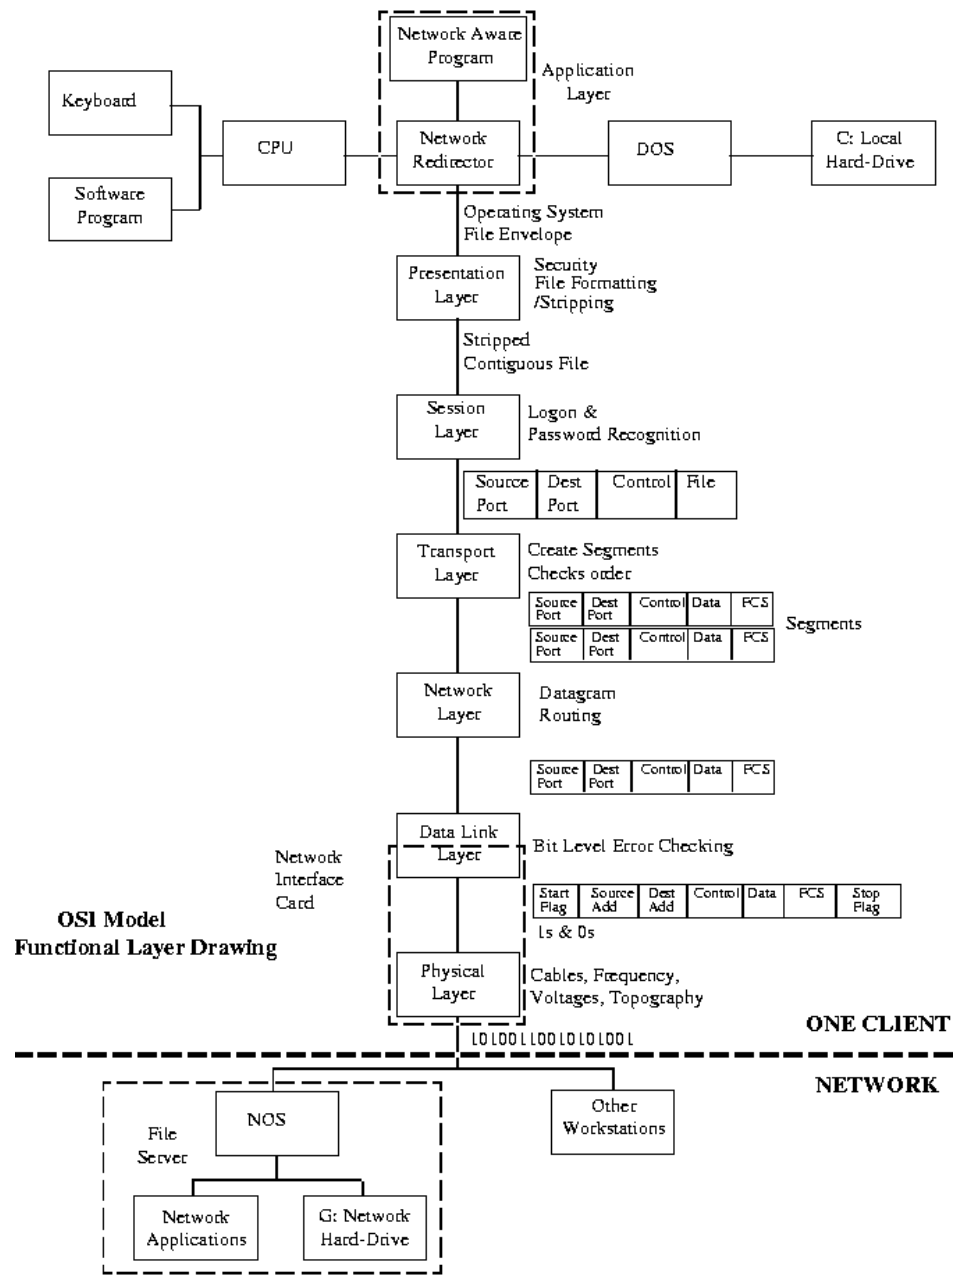 Network Aware
Program
Application
Layer
Keyboard
CPU
Network
Redirector
DOS
C: Local
Hard-Drive
Software
Program
Operating System
File Envelope
Presentation
Layer
Security
File Formatting
/Stripping
Stripped
Contiguous File
Session
Layer
Logon &
Password Recognition
Source Dest Control File
Port Port
Transport
Layer
Create Segments
Checks order
Source Dest Control Data FCS
Port Port
Source Dest Control Data FCS
Port Port
Segments
Network
Layer
Datagram
Routing
Source Dest Control Data FCS
Port Port
Data Link
Layer
Bit Level Error Checking
Network
Interface
Card
Start Source Dest Control Data FCS Stop
Flag Add Add Flag
1s & 0s
OSI Model
Functional Layer Drawing
Physical
Layer
Cables, Frequency,
Voltages, Topography
ONE CLIENT
10100110010101001
NETWORK
NOS
File
Server
Other
Workstations
Network
Applications
G: Network
Hard-Drive